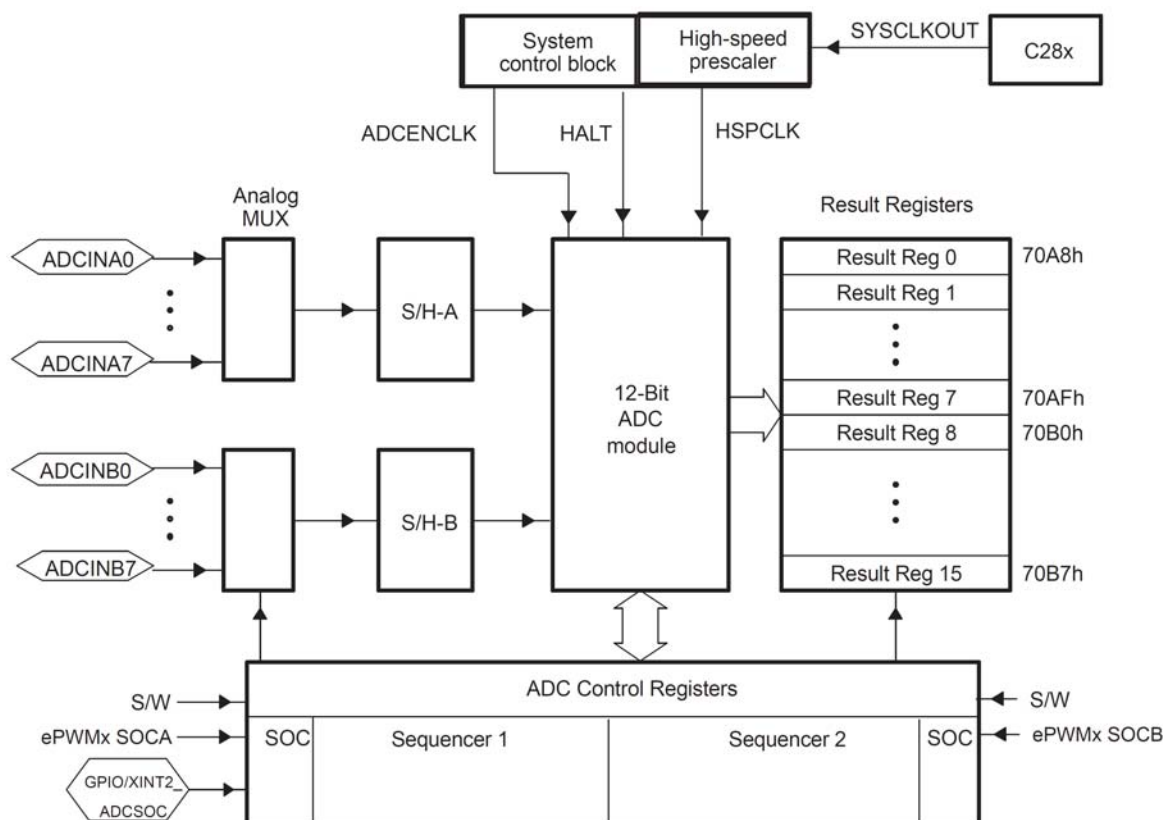 System
control block
High-speed
prescaler
SYSCLKOUT
C28x
ADCENCLK
HALT
HSPCLK
Analog
MUX
Result Registers
ADCINA0
ADCINA7
S/H-A
12-Bit
ADC
module
Result Reg 0
70A8h
Result Reg 1
Result Reg 7
70AFh
Result Reg 8
70B0h
ADCINB0
ADCINB7
S/H-B
Result Reg 15
70B7h
ADC Control Registers
S/W
S/W
ePWMx SOCA
SOC
Sequencer 1
Sequencer 2
SOC
ePWMx SOCB
GPIO/XINT2_
ADCSOC